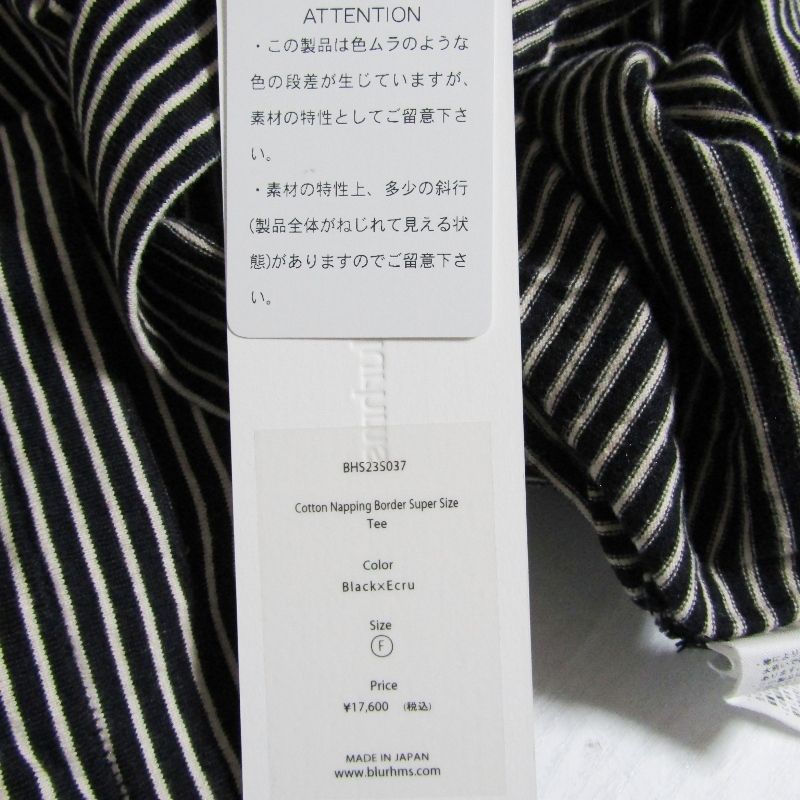 ATTENTION
・この製品は色ムラのような
色の段差が生じていますが、
素材の特性としてご留意下さ
い。
・素材の特性上、多少の斜行
(製品全体がねじれて見える状
態)がありますのでご留意下さ
い。
BHS23S037
Cotton Napping Border Super Size
Tee
Color
Black×Ecru
Size
F
Price
¥17,600 (税込)
MADE IN JAPAN
www.blurhms.com